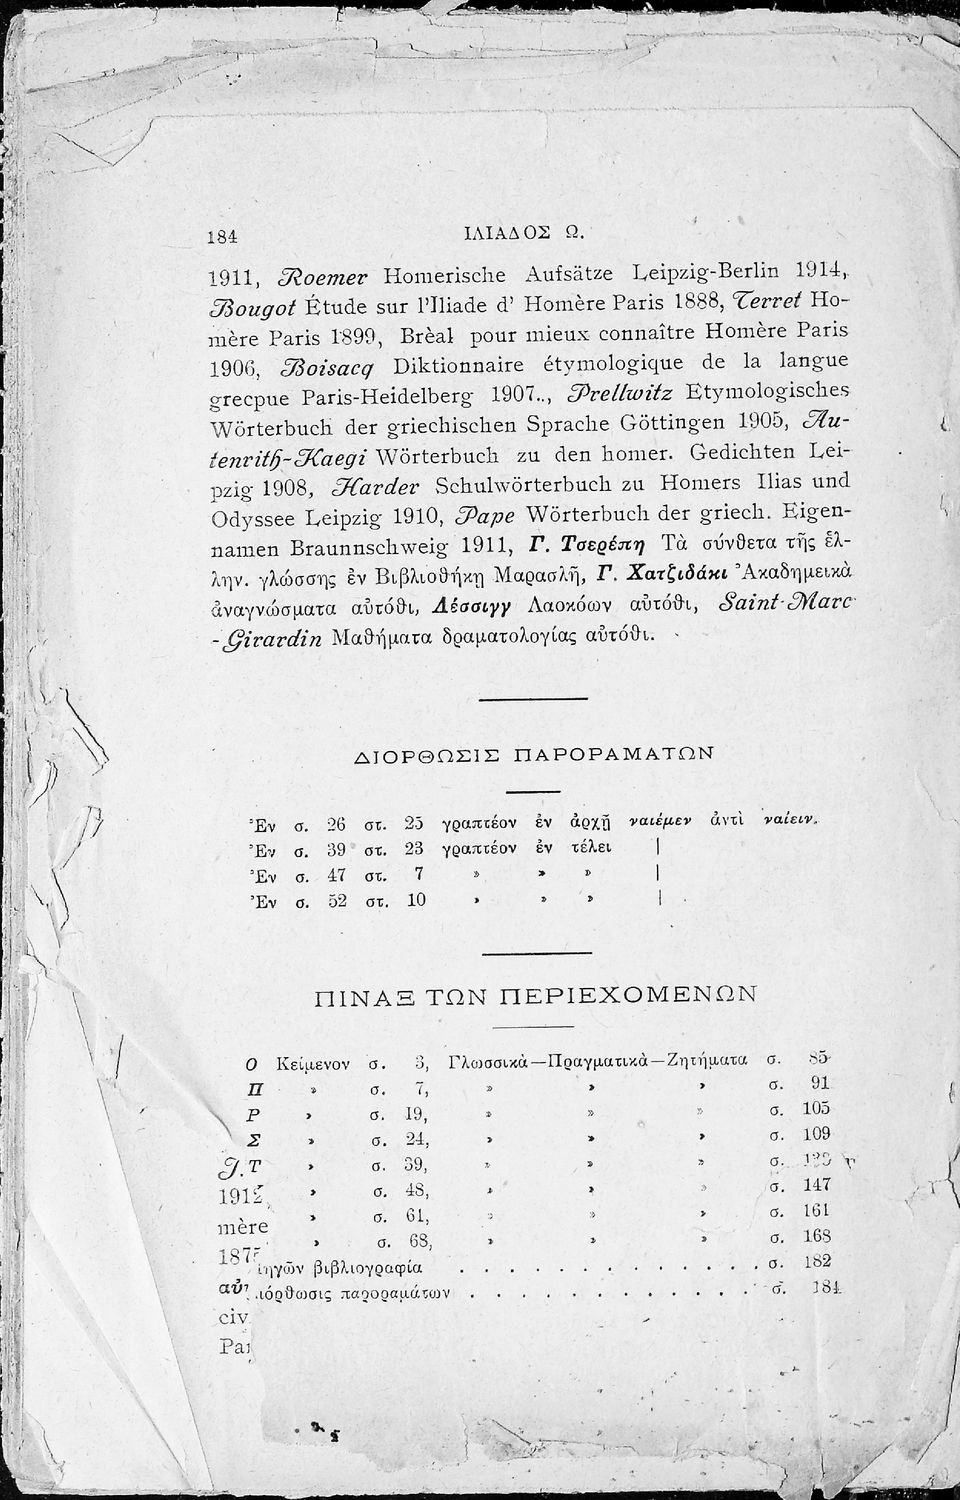 184 ΙΛΙΑΔΟΣ Ω.
1911, Roemer Homerische Aufsätze Leipzig-Berlin 1914,
Bougot Étude sur l'Iliade d' Homère Paris 1888, Terret Ho-
mère Paris 1899, Brèal pour mieux connaître Homère Paris
1906, Boisacq Diktionnaire étymologique de la langue
grecpue Paris-Heidelberg 1907.., Prellwitz Etymologisches
Wörterbuch der griechischen Sprache Göttingen 1905, Au-
tenrith-Kaegi Wörterbuch zu den homer. Gedichten Lei-
pzig 1908, Harder Schulwörterbuch zu Homers Ilias und
Odyssee Leipzig 1910, Pape Wörterbuch der griech. Eigen-
namen Braunnschweig 1911, Γ. Τσερέπη Τὰ σύνθετα τῆς ἑλ-
λην. γλώσσης ἐν Βιβλιοθήκῃ Μαρασλῆ, Γ. Χατζιδάκι Ἀκαδημεικὰ
ἀναγνώσματα αὐτόθι, Λέσσιγγ Λαοκόων αὐτόθι, Saint-Marc
-Girardin Μαθήματα δραματολογίας αὐτόθι.
ΔΙΟΡΘΩΣΙΣ ΠΑΡΟΡΑΜΑΤΩΝ
Ἐν σ. 26 στ. 25 γραπτέον ἐν ἀρχῇ ναιέμεν ἀντὶ ναίειν.
Ἐν σ. 39 στ. 23 γραπτέον ἐν τέλει |
Ἐν σ. 47 στ. 7 » » » |
Ἐν σ. 52 στ. 10 » » » |
ΠΙΝΑΞ ΤΩΝ ΠΕΡΙΕΧΟΜΕΝΩΝ
Ο Κείμενον σ. 3, Γλωσσικὰ—Πραγματικὰ—Ζητήματα σ. 85
Π » σ. 7, » » » σ. 91
Ρ » σ. 19, » » » σ. 105
Σ » σ. 24, » » » σ. 109
J. Τ » σ. 39, » » » σ.
191 » σ. 48, » » » σ. 147
mère » σ. 61, » » » σ. 161
187 » σ. 68, » » » σ. 168
ηγῶν βιβλιογραφία . . . . . . . . . . . . σ. 182
αὐτ ιόρθωσις παροραμάτων . . . . . . . . . . . . σ. 184
civ
Pa